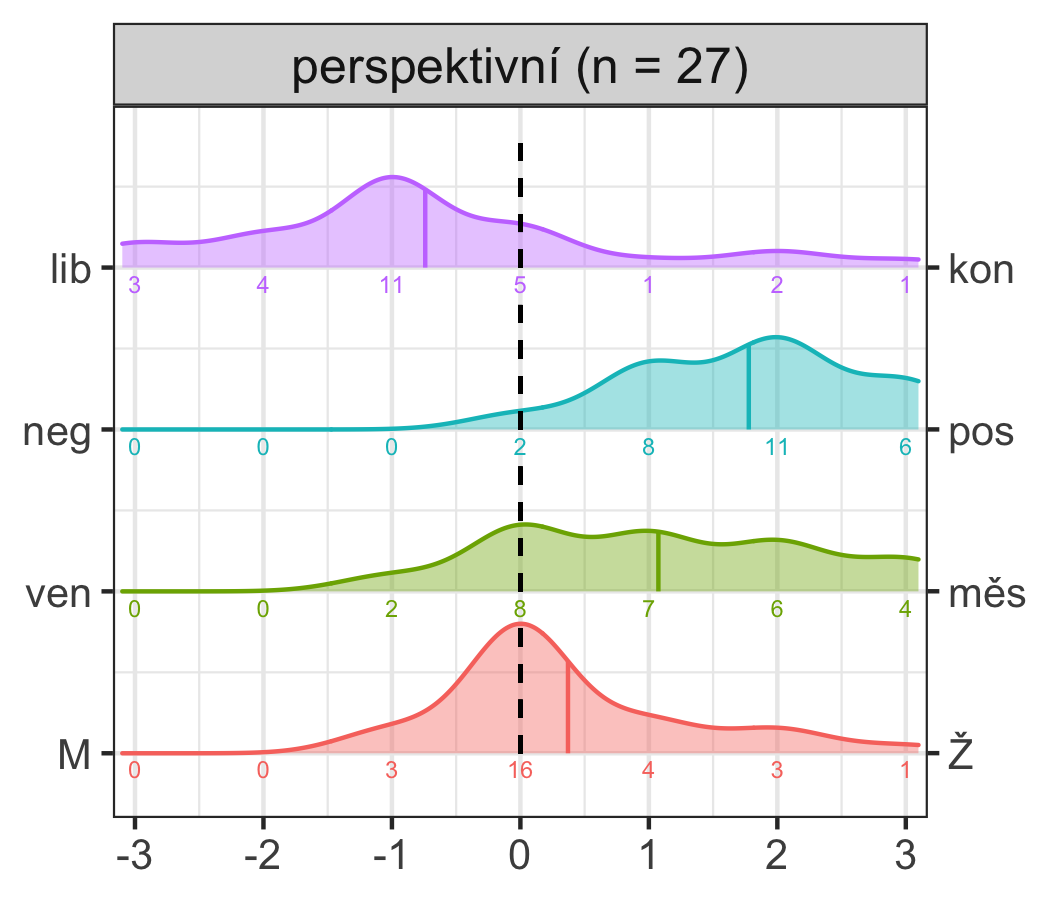 perspektivní (n = 27)
lib kon
3 4 11 5 1 2 1
neg pos
0 0 0 2 8 11 6
ven měs
0 0 2 8 7 6 4
M Ž
0 0 3 16 4 3 1
-3 -2 -1 0 1 2 3